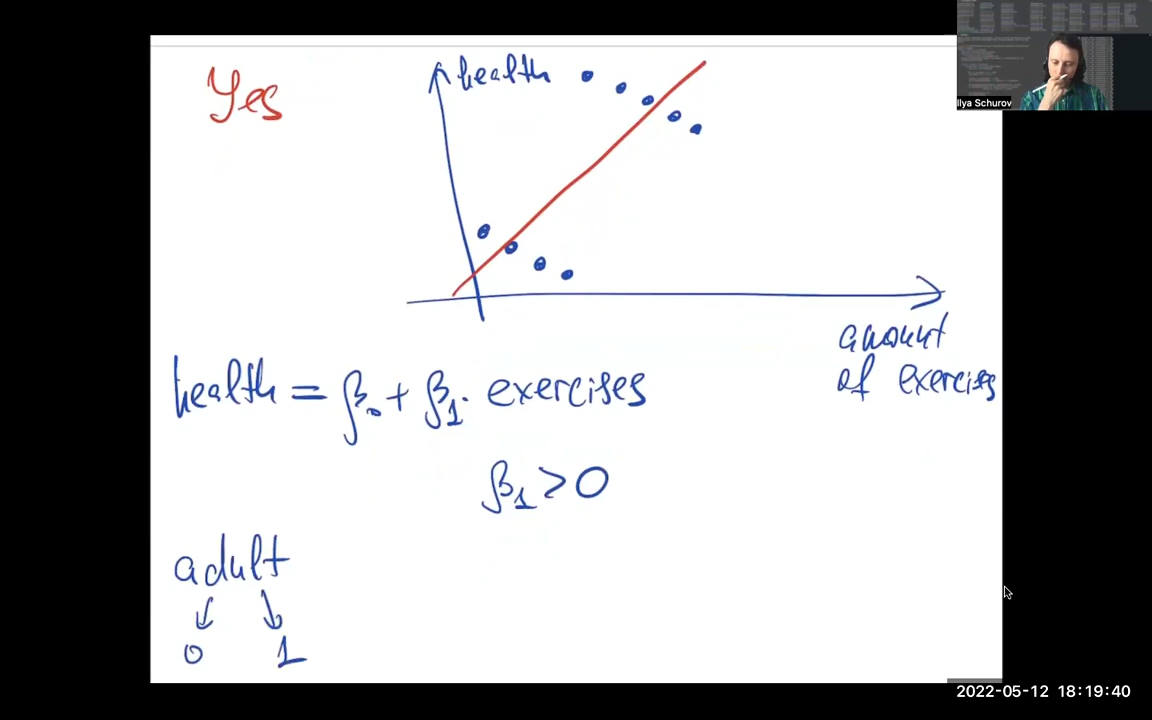 Yes
health
amount
of exercises
health = β₀ + β₁ · exercises
β₁ > 0
adult
0 1
Ilya Schurov
2022-05-12 18:19:40